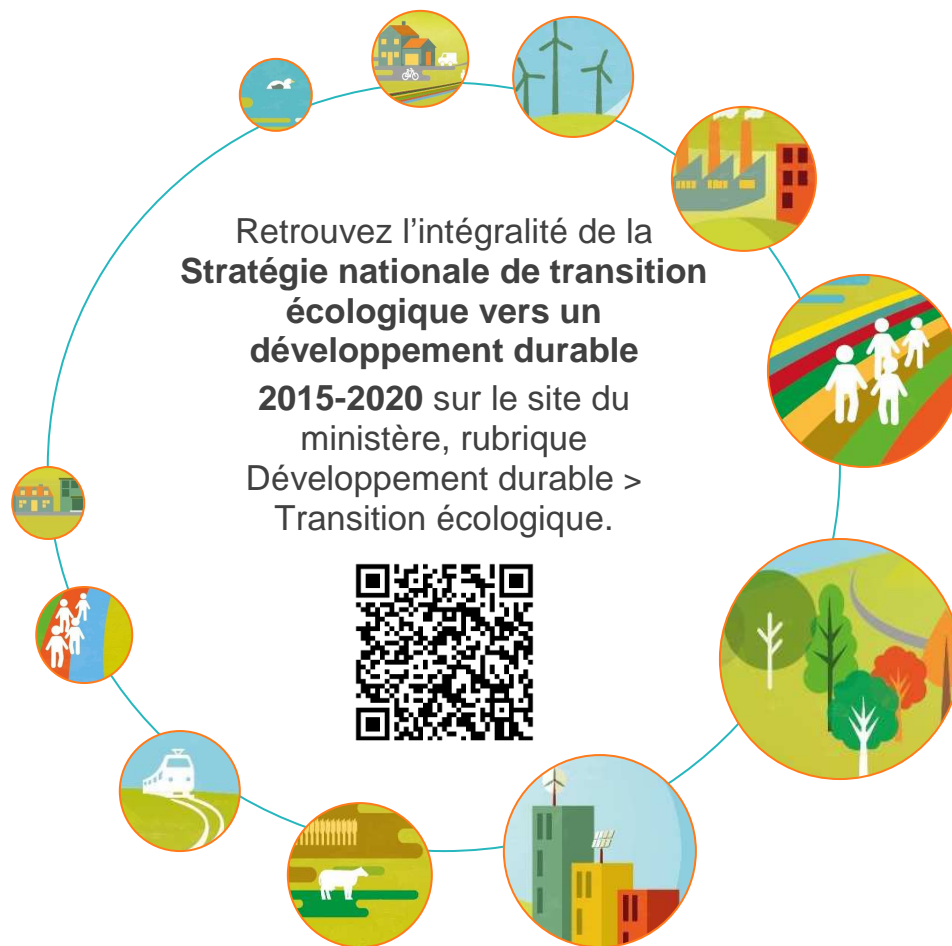 Retrouvez l’intégralité de la
Stratégie nationale de transition
écologique vers un
développement durable
2015-2020 sur le site du
ministère, rubrique
Développement durable >
Transition écologique.